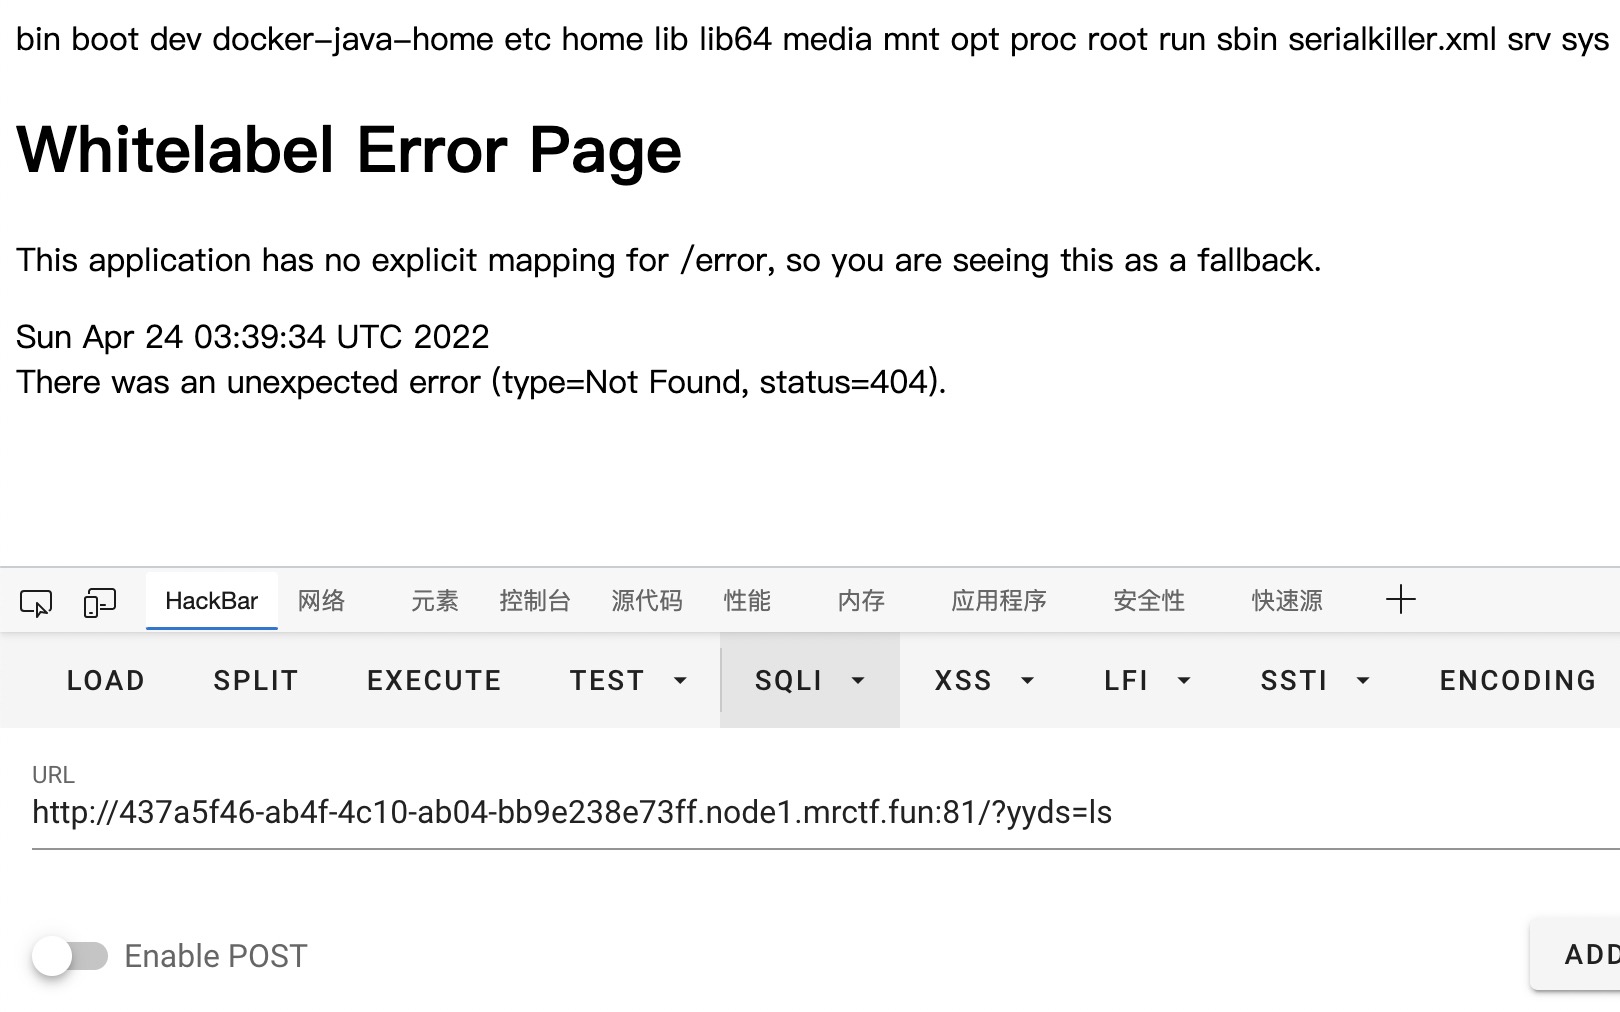 bin boot dev docker-java-home etc home lib lib64 media mnt opt proc root run sbin serialkiller.xml srv sys
Whitelabel Error Page
This application has no explicit mapping for /error, so you are seeing this as a fallback.
Sun Apr 24 03:39:34 UTC 2022
There was an unexpected error (type=Not Found, status=404).
HackBar 网络 元素 控制台 源代码 性能 内存 应用程序 安全性 快速源
LOAD SPLIT EXECUTE TEST SQLI XSS LFI SSTI ENCODING
URL
http://437a5f46-ab4f-4c10-ab04-bb9e238e73ff.node1.mrctf.fun:81/?yyds=ls
Enable POST ADD